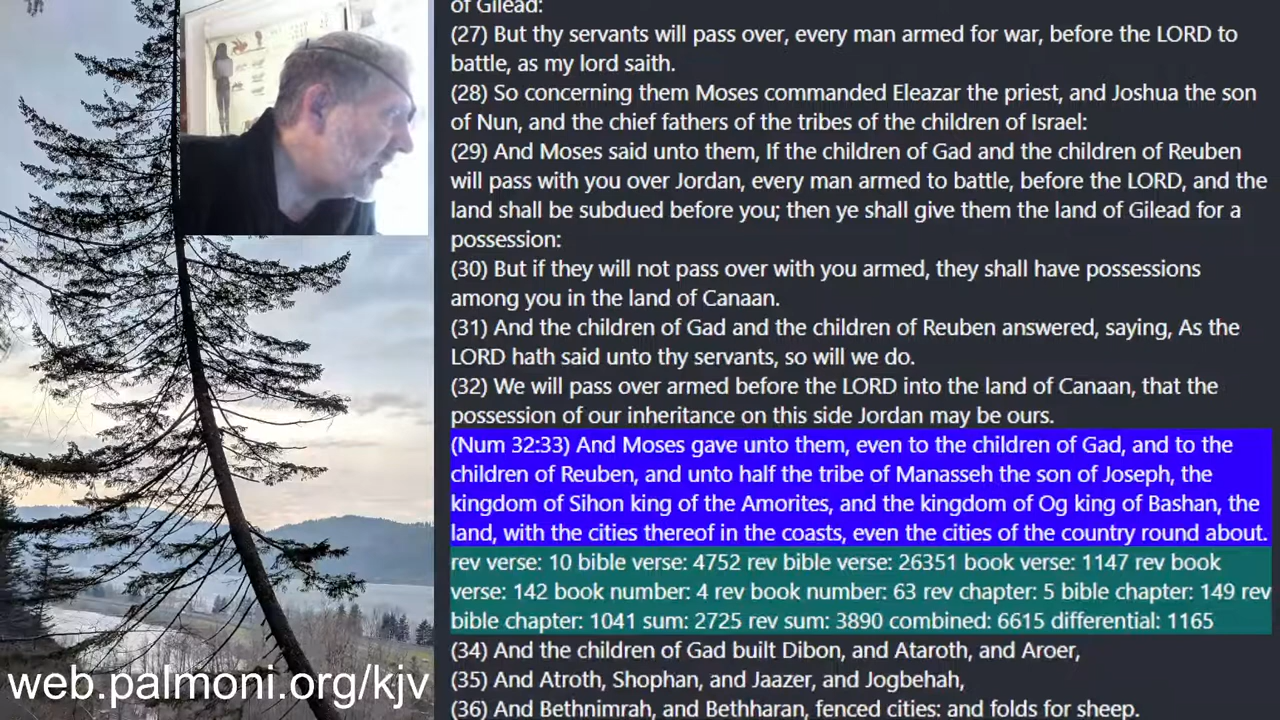 of Gilead:
(27) But thy servants will pass over, every man armed for war, before the LORD to
battle, as my lord saith.
(28) So concerning them Moses commanded Eleazar the priest, and Joshua the son
of Nun, and the chief fathers of the tribes of the children of Israel:
(29) And Moses said unto them, If the children of Gad and the children of Reuben
will pass with you over Jordan, every man armed to battle, before the LORD, and the
land shall be subdued before you; then ye shall give them the land of Gilead for a
possession:
(30) But if they will not pass over with you armed, they shall have possessions
among you in the land of Canaan.
(31) And the children of Gad and the children of Reuben answered, saying, As the
LORD hath said unto thy servants, so will we do.
(32) We will pass over armed before the LORD into the land of Canaan, that the
possession of our inheritance on this side Jordan may be ours.
(Num 32:33) And Moses gave unto them, even to the children of Gad, and to the
children of Reuben, and unto half the tribe of Manasseh the son of Joseph, the
kingdom of Sihon king of the Amorites, and the kingdom of Og king of Bashan, the
land, with the cities thereof in the coasts, even the cities of the country round about.
rev verse: 10 bible verse: 4752 rev bible verse: 26351 book verse: 1147 rev book
verse: 142 book number: 4 rev book number: 63 rev chapter: 5 bible chapter: 149 rev
bible chapter: 1041 sum: 2725 rev sum: 3890 combined: 6615 differential: 1165
(34) And the children of Gad built Dibon, and Ataroth, and Aroer,
(35) And Atroth, Shophan, and Jaazer, and Jogbehah,
(36) And Bethnimrah, and Bethharan, fenced cities: and folds for sheep.
web.palmoni.org/kjv